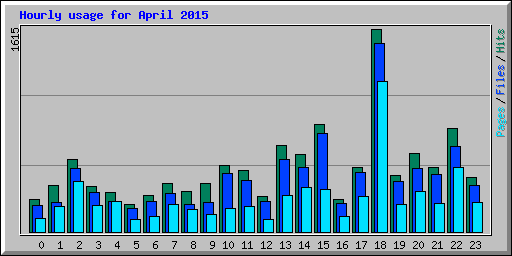 Hourly usage for April 2015
1615
Pages / Files / Hits
0 1 2 3 4 5 6 7 8 9 10 11 12 13 14 15 16 17 18 19 20 21 22 23